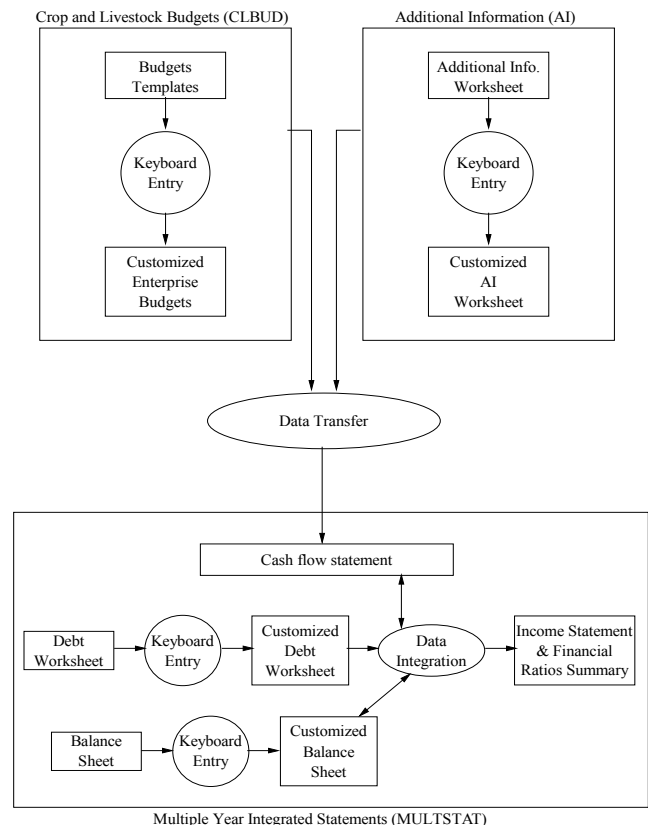 Crop and Livestock Budgets (CLBUD)
Budgets
Templates
Keyboard
Entry
Customized
Enterprise
Budgets
Additional Information (AI)
Additional Info.
Worksheet
Keyboard
Entry
Customized
AI
Worksheet
Data Transfer
Cash flow statement
Debt
Worksheet
Keyboard
Entry
Customized
Debt
Worksheet
Data
Integration
Income Statement
& Financial
Ratios Summary
Balance
Sheet
Keyboard
Entry
Customized
Balance
Sheet
Multiple Year Integrated Statements (MULTSTAT)